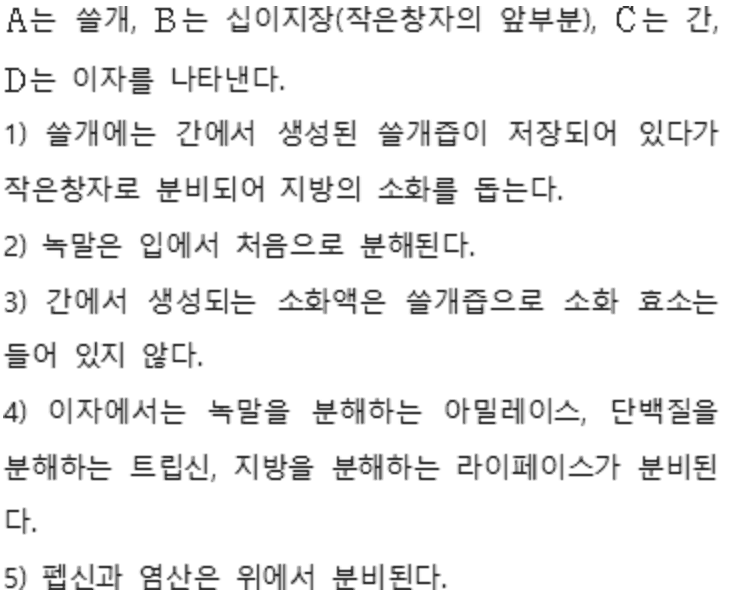 A는 쓸개, B는 십이지장(작은창자의 앞부분), C는 간,
D는 이자를 나타낸다.
1) 쓸개에는 간에서 생성된 쓸개즙이 저장되어 있다가
작은창자로 분비되어 지방의 소화를 돕는다.
2) 녹말은 입에서 처음으로 분해된다.
3) 간에서 생성되는 소화액은 쓸개즙으로 소화 효소는
들어 있지 않다.
4) 이자에서는 녹말을 분해하는 아밀레이스, 단백질을
분해하는 트립신, 지방을 분해하는 라이페이스가 분비된
다.
5) 펩신과 염산은 위에서 분비된다.